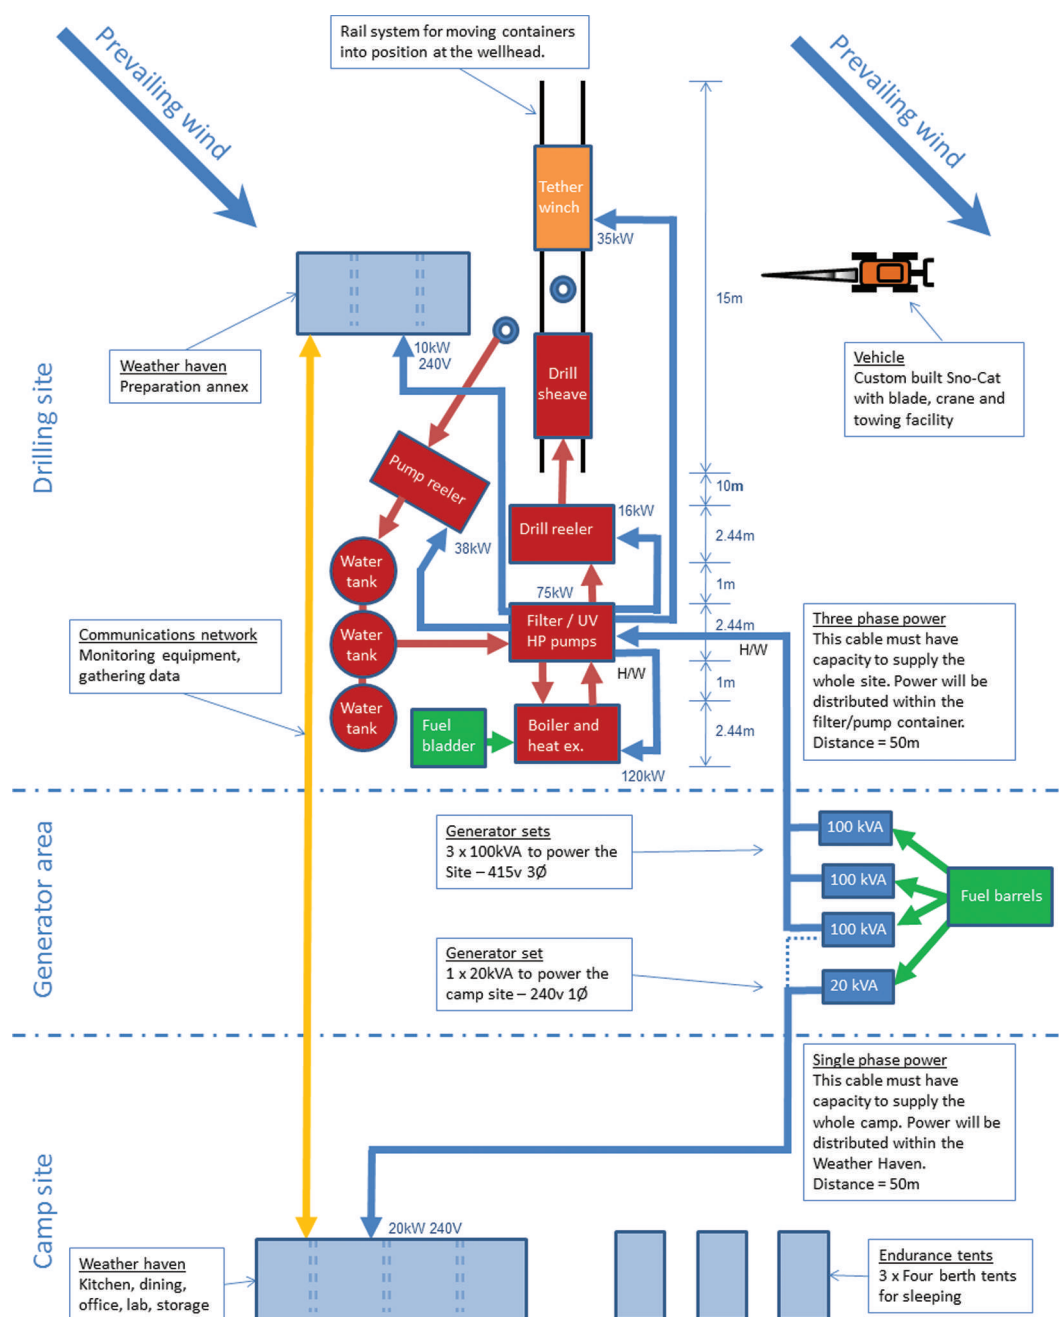 Prevailing wind
Rail system for moving containers
into position at the wellhead.
Prevailing wind
Tether
winch
35kW
15m
10kW
240V
Weather haven
Preparation annex
Drill
sheave
Vehicle
Custom built Sno-Cat
with blade, crane and
towing facility
Drilling site
Pump reeler
10m
16kW
Drill reeler
2.44m
38kW
Water
tank
1m
75kW
Filter / UV
HP pumps
2.44m
H/W
H/W
Water
tank
Communications network
Monitoring equipment,
gathering data
Three phase power
This cable must have
capacity to supply the
whole site. Power will be
distributed within the
filter/pump container.
Distance = 50m
1m
Water
tank
Fuel
bladder
Boiler and
heat ex.
2.44m
120kW
Generator area
Generator sets
3 x 100kVA to power the
Site – 415v 3Ø
100 kVA
100 kVA
100 kVA
Fuel barrels
Generator set
1 x 20kVA to power the
camp site – 240v 1Ø
20 kVA
Single phase power
This cable must have
capacity to supply the
whole camp. Power will be
distributed within the
Weather Haven.
Distance = 50m
Camp site
20kW 240V
Weather haven
Kitchen, dining,
office, lab, storage
Endurance tents
3 x Four berth tents
for sleeping